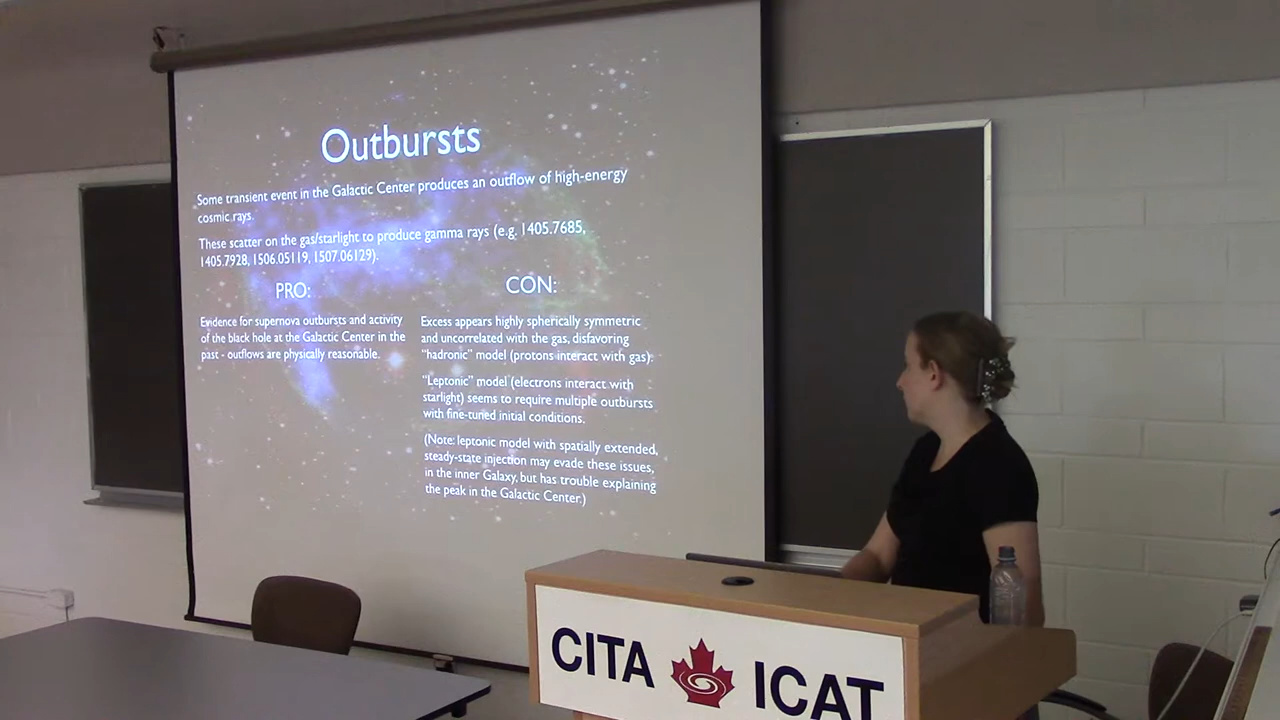 Outbursts
Some transient event in the Galactic Center produces an outflow of high-energy
cosmic rays.
These scatter on the gas/starlight to produce gamma rays (e.g. 1405.7685,
1405.7928, 1506.05119, 1507.06129).
PRO:
Evidence for supernova outbursts and activity
of the black hole at the Galactic Center in the
past - outflows are physically reasonable.
CON:
Excess appears highly spherically symmetric
and uncorrelated with the gas, disfavoring
"hadronic" model (protons interact with gas).
"Leptonic" model (electrons interact with
starlight) seems to require multiple outbursts
with fine-tuned initial conditions.
(Note: leptonic model with spatially extended,
steady-state injection may evade these issues,
in the inner Galaxy, but has trouble explaining
the peak in the Galactic Center.)
CITA ICAT